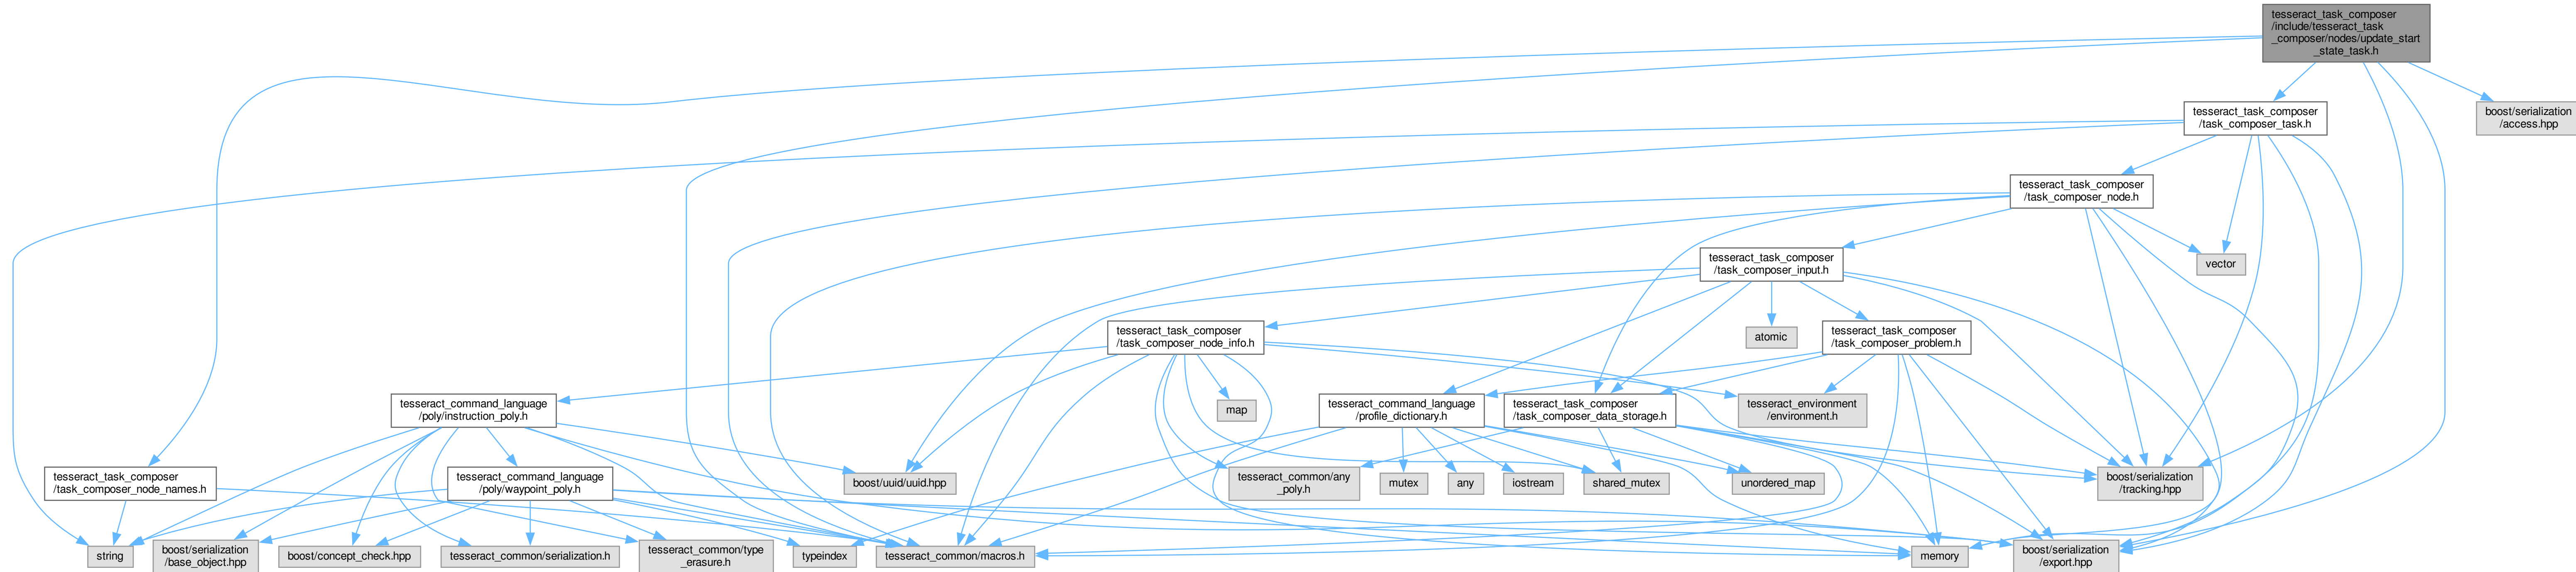 tesseract_task_composer
/include/tesseract_task
_composer/nodes/update_start
_state_task.h
tesseract_task_composer
/task_composer_task.h
boost/serialization
/access.hpp
tesseract_task_composer
/task_composer_node.h
tesseract_task_composer
/task_composer_input.h
vector
tesseract_task_composer
/task_composer_node_info.h
atomic
tesseract_task_composer
/task_composer_problem.h
tesseract_command_language
/poly/instruction_poly.h
map
tesseract_command_language
/profile_dictionary.h
tesseract_task_composer
/task_composer_data_storage.h
tesseract_environment
/environment.h
tesseract_task_composer
/task_composer_node_names.h
tesseract_command_language
/poly/waypoint_poly.h
boost/uuid/uuid.hpp
tesseract_common/any
_poly.h
mutex
any
iostream
shared_mutex
unordered_map
boost/serialization
/tracking.hpp
string
boost/serialization
/base_object.hpp
boost/concept_check.hpp
tesseract_common/serialization.h
tesseract_common/type
_erasure.h
typeindex
tesseract_common/macros.h
memory
boost/serialization
/export.hpp